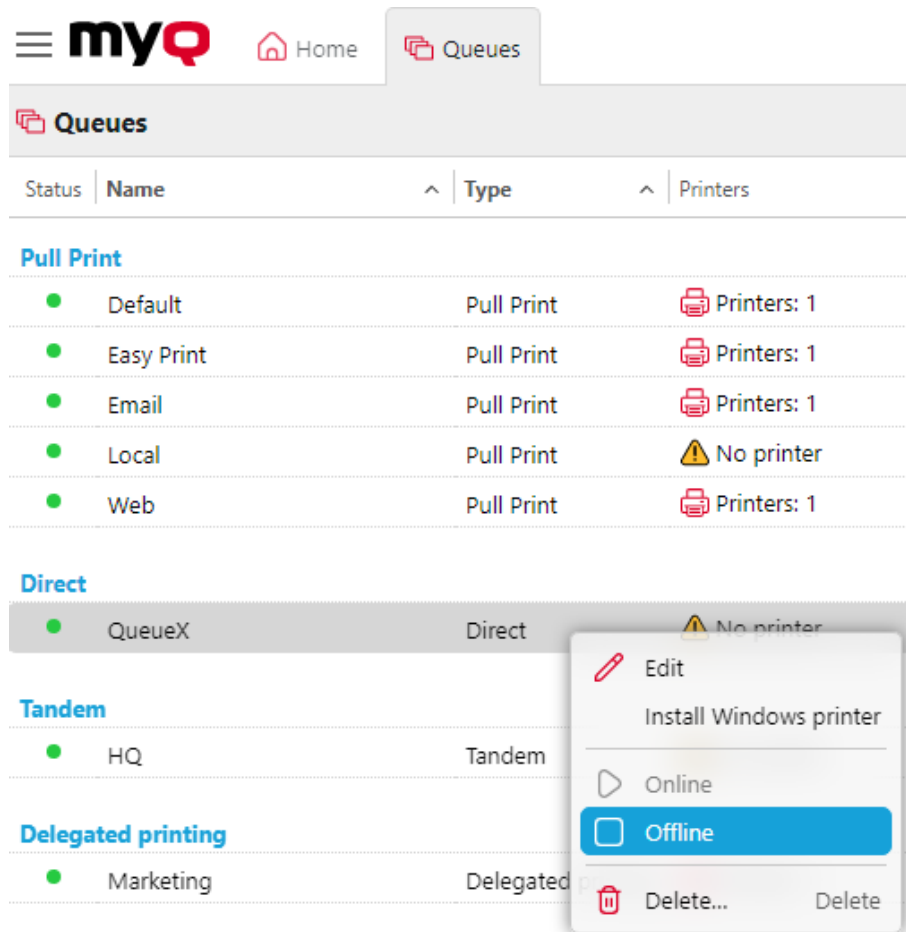 myQ Home Queues
Queues
Status Name Type Printers
Pull Print
Default Pull Print Printers: 1
Easy Print Pull Print Printers: 1
Email Pull Print Printers: 1
Local Pull Print No printer
Web Pull Print Printers: 1
Direct
QueueX Direct No printer
Edit
Tandem
Install Windows printer
HQ Tandem
Online
Offline
Delegated printing
Marketing Delegated p
Delete... Delete